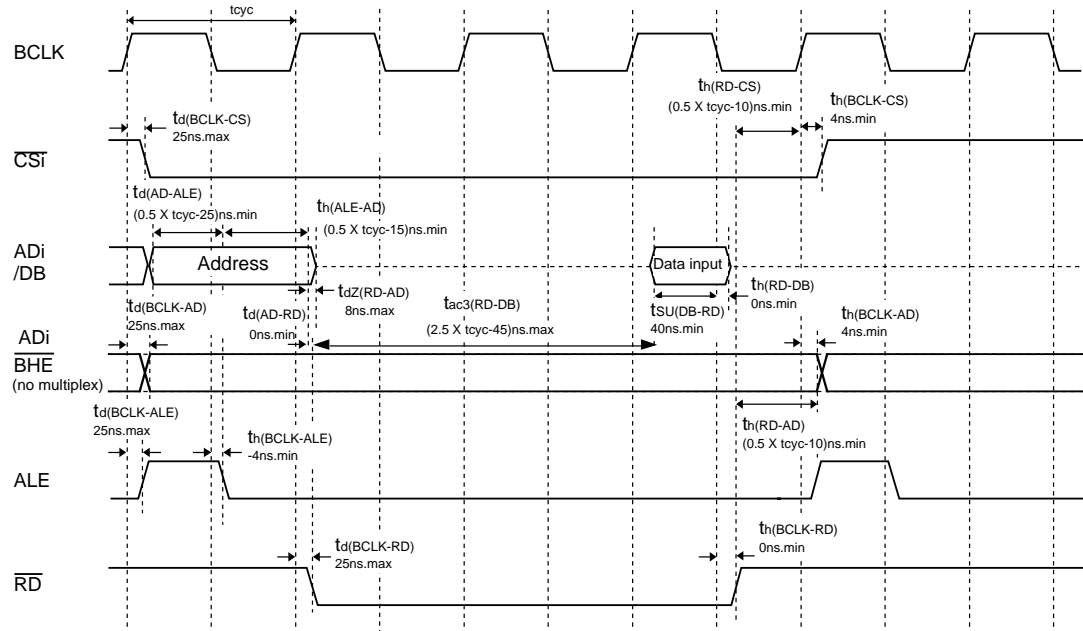 tcyc
BCLK
td(BCLK-CS)
25ns.max
th(RD-CS)
(0.5 X tcyc-10)ns.min
th(BCLK-CS)
4ns.min
CSi
td(AD-ALE)
(0.5 X tcyc-25)ns.min
th(ALE-AD)
(0.5 X tcyc-15)ns.min
ADi
/DB
Address
Data input
td(BCLK-AD)
25ns.max
td(AD-RD)
0ns.min
tdZ(RD-AD)
8ns.max
tac3(RD-DB)
(2.5 X tcyc-45)ns.max
tSU(DB-RD)
40ns.min
th(RD-DB)
0ns.min
th(BCLK-AD)
4ns.min
ADi
BHE
(no multiplex)
td(BCLK-ALE)
25ns.max
th(BCLK-ALE)
-4ns.min
th(RD-AD)
(0.5 X tcyc-10)ns.min
ALE
td(BCLK-RD)
25ns.max
th(BCLK-RD)
0ns.min
RD